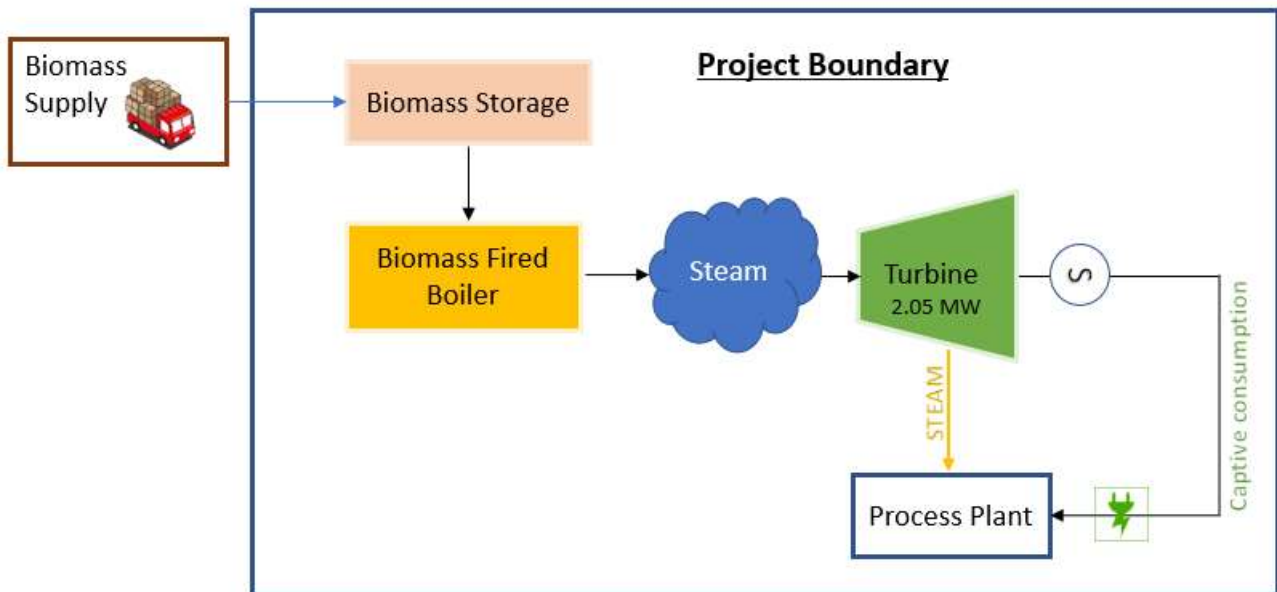 Project Boundary
Biomass
Supply
Biomass Storage
Biomass Fired
Boiler
Steam
Turbine
2.05 MW
S
STEAM
Captive consumption
Process Plant